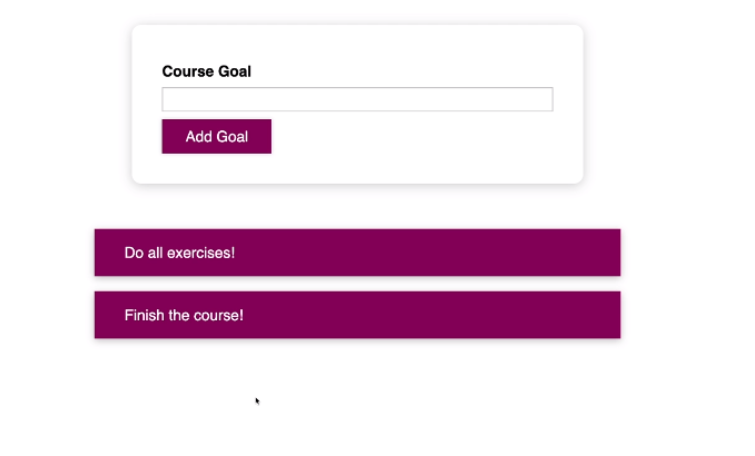 Course Goal
Add Goal
Do all exercises!
Finish the course!